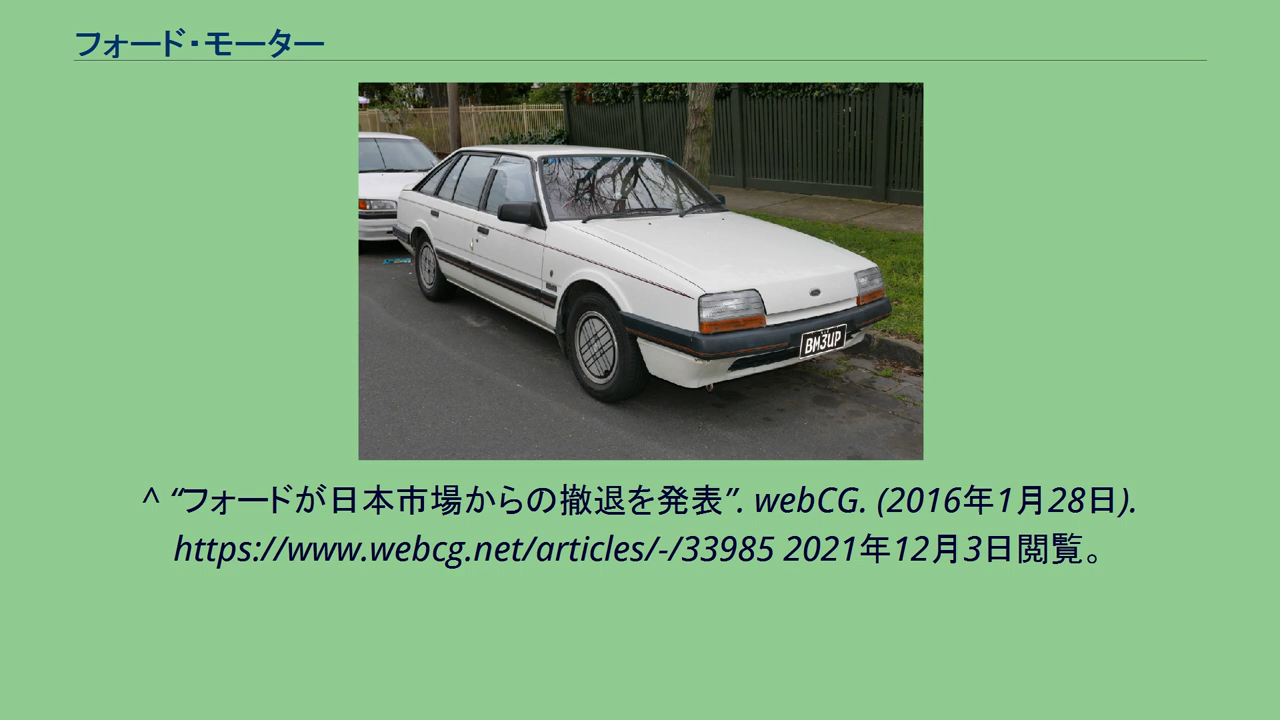 フォード・モーター
BM3UP
^ “フォードが日本市場からの撤退を発表”. webCG. (2016年1月28日).
https://www.webcg.net/articles/-/33985 2021年12月3日閲覧。